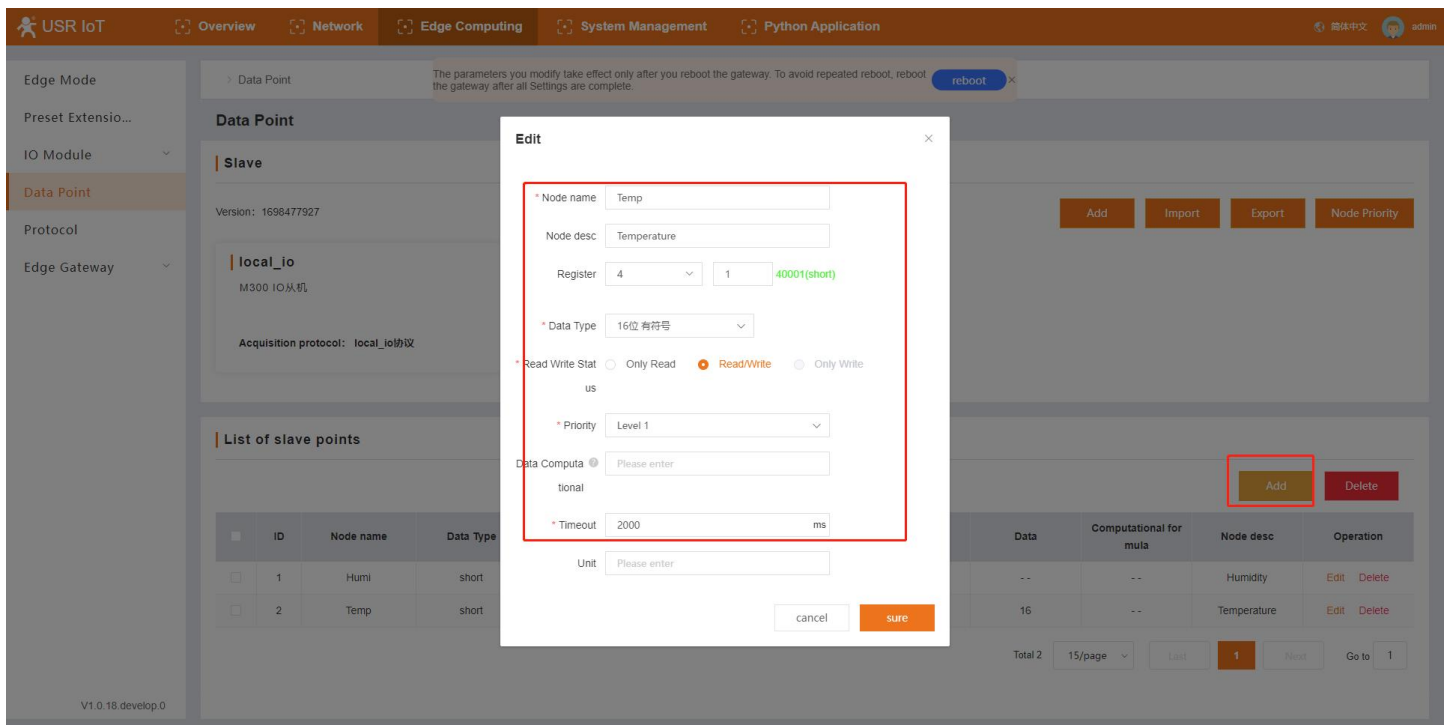 USR IoT
Overview
Network
Edge Computing
System Management
Python Application
简体中文
admin
Edge Mode
Preset Extensio...
IO Module
Data Point
Protocol
Edge Gateway
V1.0.18.develop.0
> Data Point
The parameters you modify take effect only after you reboot the gateway. To avoid repeated reboot, reboot
the gateway after all Settings are complete.
reboot
Data Point
Slave
Version: 1698477927
Add
Import
Export
Node Priority
local_io
M300 IO从机
Acquisition protocol: local_io协议
Edit
* Node name Temp
Node desc Temperature
Register 4 1 40001(short)
* Data Type 16位 有符号
* Read Write Stat Only Read Read/Write Only Write
us
* Priority Level 1
Data Computa Please enter
tional
* Timeout 2000 ms
Unit Please enter
cancel
sure
List of slave points
Add
Delete
ID Node name Data Type Data Computational for Node desc Operation
mula
1 Humi short -- -- Humidity Edit Delete
2 Temp short 16 -- Temperature Edit Delete
Total 2 15/page Last 1 Next Go to 1